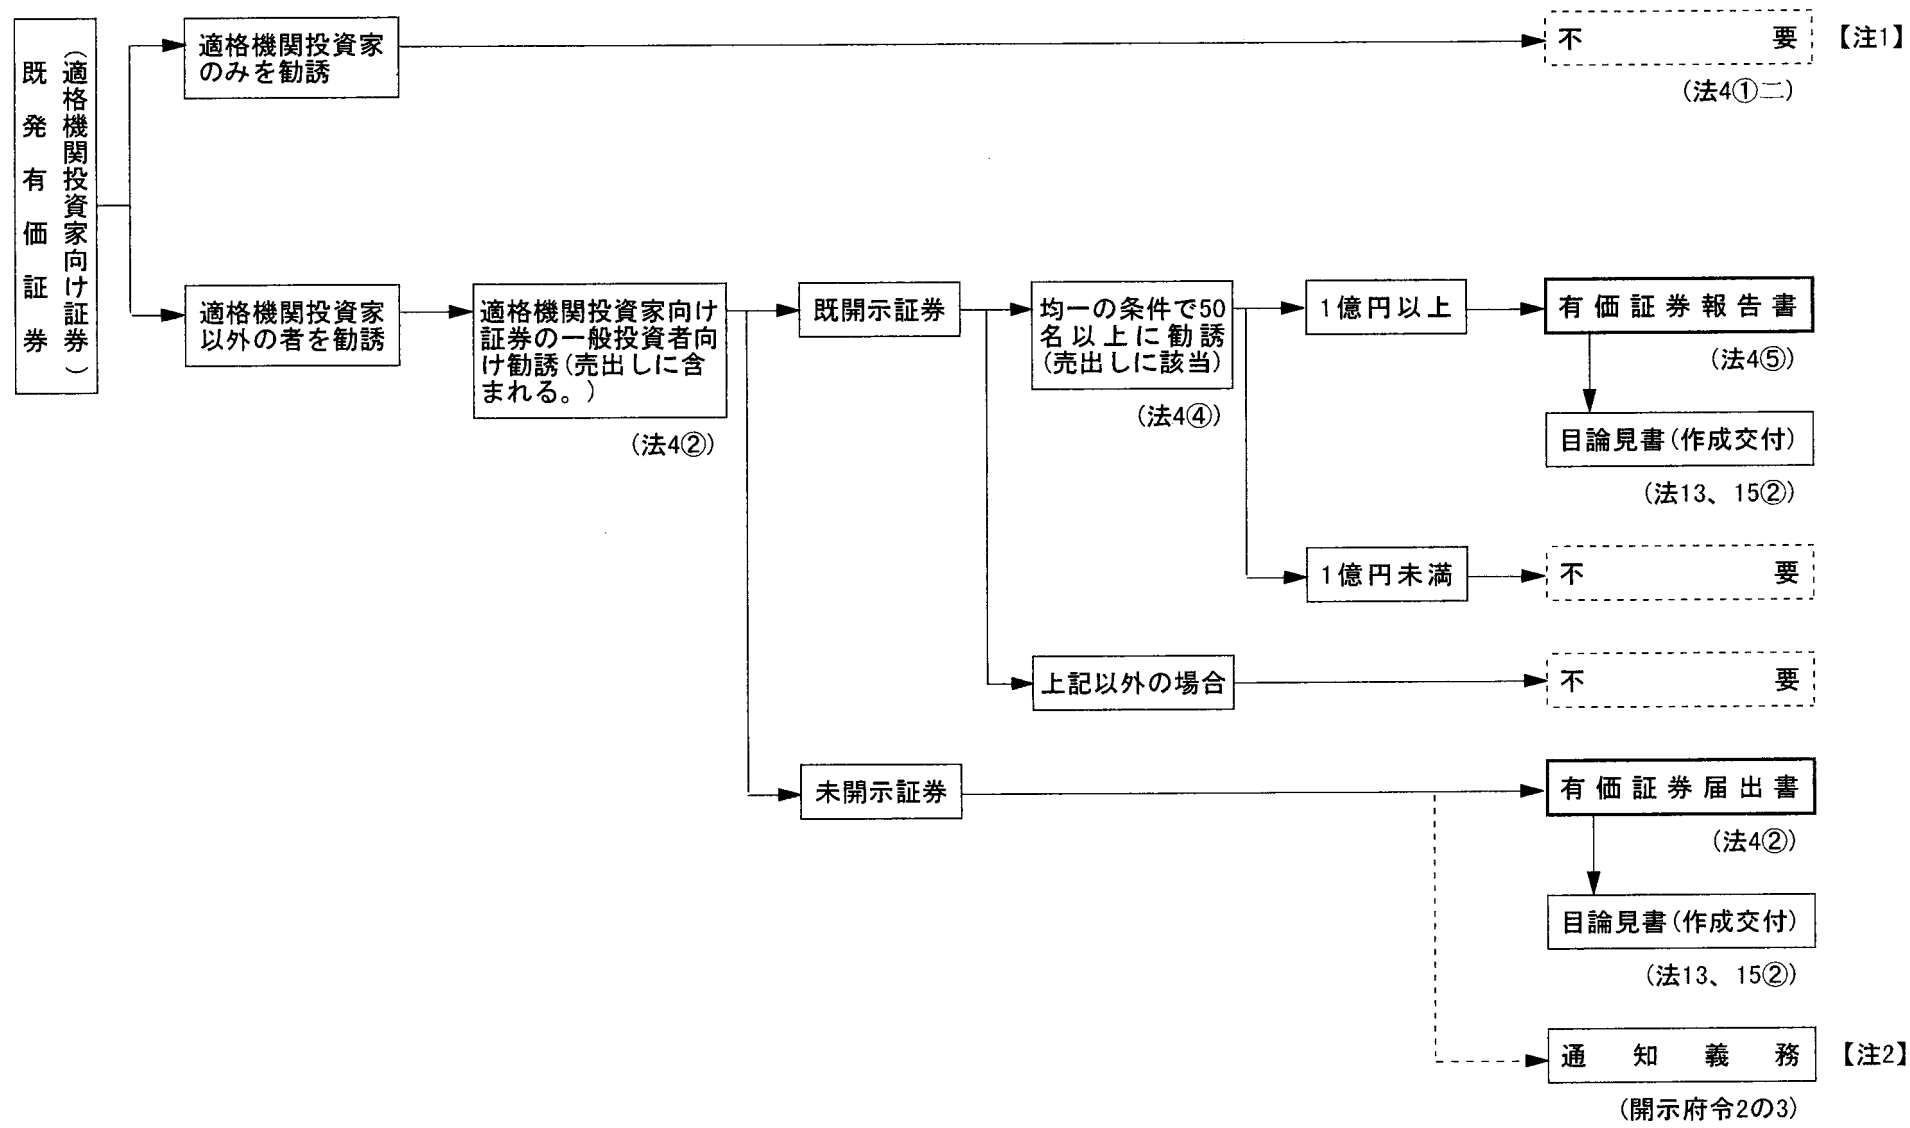 既発有価証券
（適格機関投資家向け証券）
適格機関投資家
のみを勧誘
不要
【注1】
(法4①二)
適格機関投資家
以外の者を勧誘
適格機関投資家向け
証券の一般投資者向
け勧誘(売出しに含
まれる。)
(法4②)
既開示証券
均一の条件で50
名以上に勧誘
(売出しに該当)
(法4④)
1億円以上
有価証券報告書
(法4⑤)
目論見書(作成交付)
(法13、15②)
1億円未満
不要
上記以外の場合
不要
未開示証券
有価証券届出書
(法4②)
目論見書(作成交付)
(法13、15②)
通知義務
【注2】
(開示府令2の3)